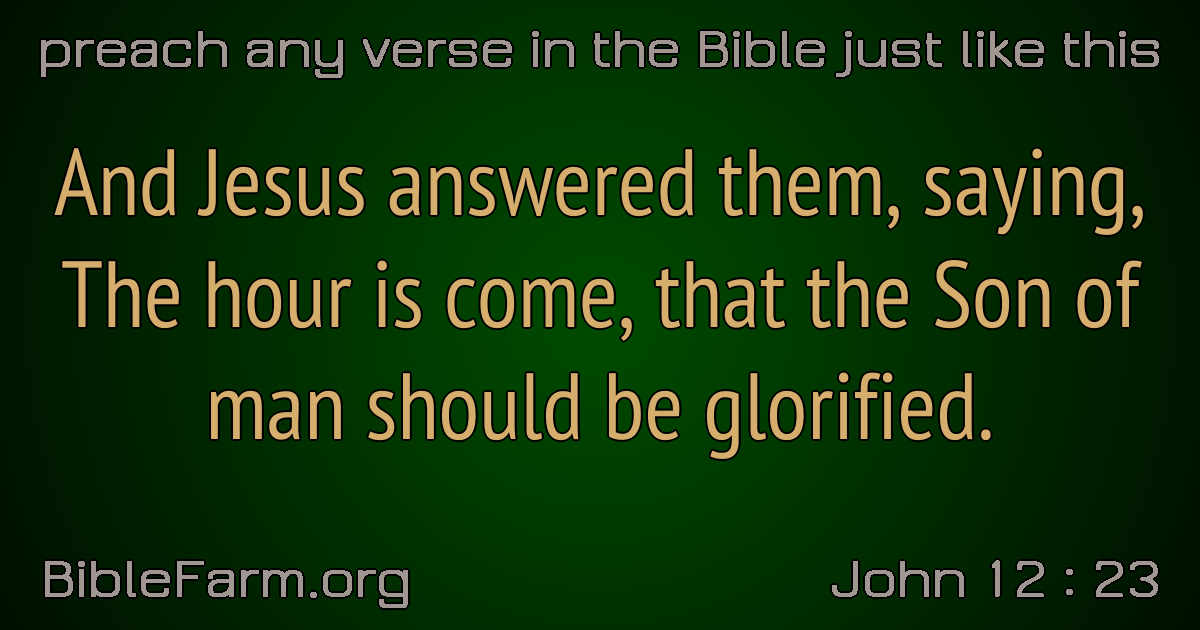 preach any verse in the Bible just like this
And Jesus answered them, saying,
The hour is come, that the Son of
man should be glorified.
BibleFarm.org
John 12 : 23